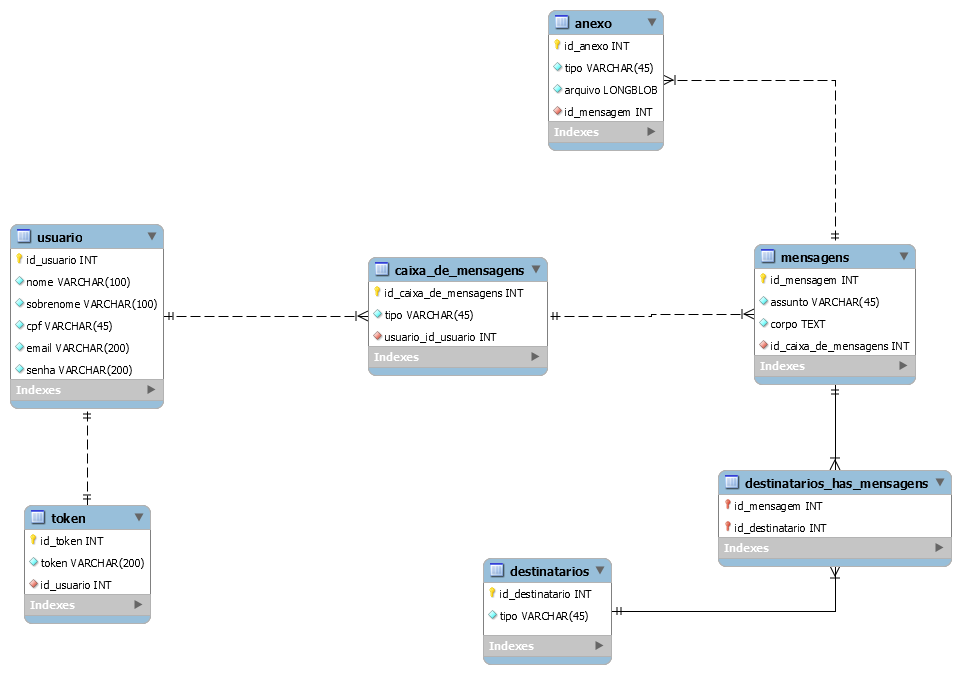 anexo
id_anexo INT
tipo VARCHAR(45)
arquivo LONGBLOB
id_mensagem INT
Indexes
usuario
id_usuario INT
nome VARCHAR(100)
sobrenome VARCHAR(100)
cpf VARCHAR(45)
email VARCHAR(200)
senha VARCHAR(200)
Indexes
caixa_de_mensagens
id_caixa_de_mensagens INT
tipo VARCHAR(45)
usuario_id_usuario INT
Indexes
mensagens
id_mensagem INT
assunto VARCHAR(45)
corpo TEXT
id_caixa_de_mensagens INT
Indexes
token
id_token INT
token VARCHAR(200)
id_usuario INT
Indexes
destinatarios_has_mensagens
id_mensagem INT
id_destinatario INT
Indexes
destinatarios
id_destinatario INT
tipo VARCHAR(45)
Indexes